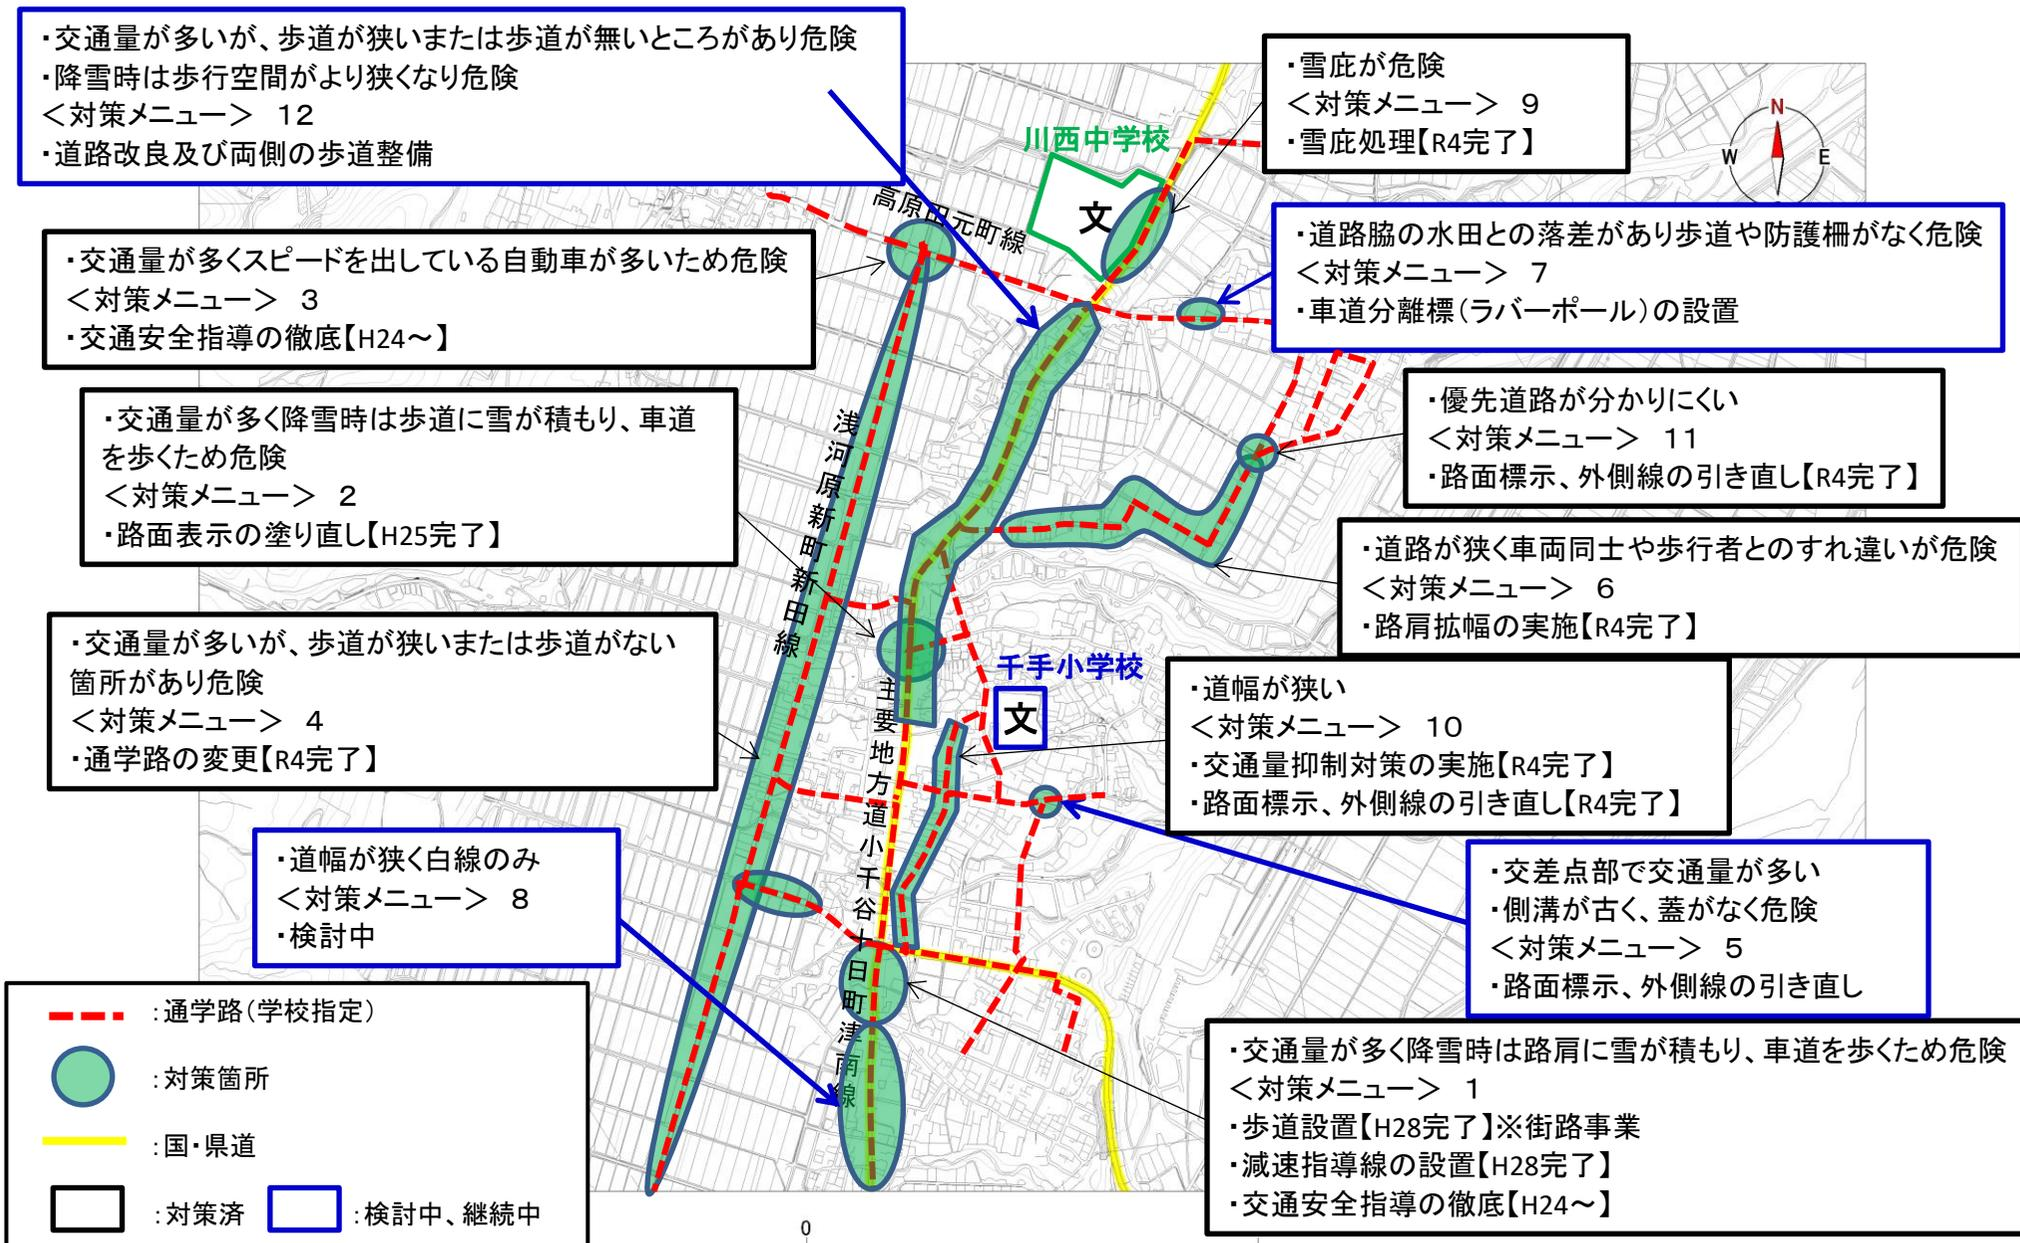 ・交通量が多いが、歩道が狭いまたは歩道が無いところがあり危険
・降雪時は歩行空間がより狭くなり危険
＜対策メニュー＞ 12
・道路改良及び両側の歩道整備
・雪庇が危険
＜対策メニュー＞ 9
・雪庇処理【R4完了】
N
W
E
川西中学校
文
高原田元町線
・道路脇の水田との落差があり歩道や防護柵がなく危険
＜対策メニュー＞ 7
・車道分離標（ラバーポール）の設置
・交通量が多くスピードを出している自動車が多いため危険
＜対策メニュー＞ 3
・交通安全指導の徹底【H24～】
・優先道路が分かりにくい
＜対策メニュー＞ 11
・路面標示、外側線の引き直し【R4完了】
・交通量が多く降雪時は歩道に雪が積もり、車道
を歩くため危険
＜対策メニュー＞ 2
・路面表示の塗り直し【H25完了】
浅河原新町新田線
・道路が狭く車両同士や歩行者とのすれ違いが危険
＜対策メニュー＞ 6
・路肩拡幅の実施【R4完了】
・交通量が多いが、歩道が狭いまたは歩道がない
箇所があり危険
＜対策メニュー＞ 4
・通学路の変更【R4完了】
千手小学校
文
主要地方道小千谷十日町津南線
・道幅が狭い
＜対策メニュー＞ 10
・交通量抑制対策の実施【R4完了】
・路面標示、外側線の引き直し【R4完了】
・道幅が狭く白線のみ
＜対策メニュー＞ 8
・検討中
・交差点部で交通量が多い
・側溝が古く、蓋がなく危険
＜対策メニュー＞ 5
・路面標示、外側線の引き直し
・交通量が多く降雪時は路肩に雪が積もり、車道を歩くため危険
＜対策メニュー＞ 1
・歩道設置【H28完了】※街路事業
・減速指導線の設置【H28完了】
・交通安全指導の徹底【H24～】
：通学路（学校指定）
：対策箇所
：国・県道
：対策済
：検討中、継続中
0